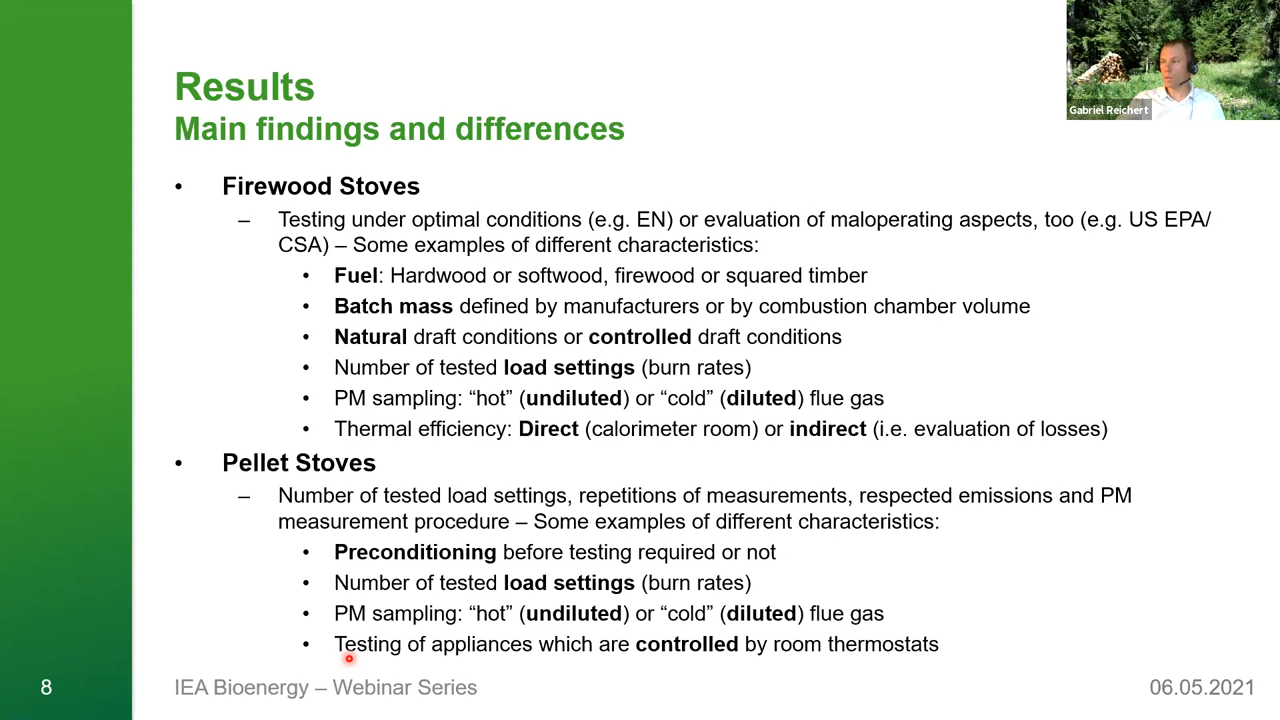 Gabriel Reichert
Results
Main findings and differences
• Firewood Stoves
– Testing under optimal conditions (e.g. EN) or evaluation of maloperating aspects, too (e.g. US EPA/
CSA) – Some examples of different characteristics:
• Fuel: Hardwood or softwood, firewood or squared timber
• Batch mass defined by manufacturers or by combustion chamber volume
• Natural draft conditions or controlled draft conditions
• Number of tested load settings (burn rates)
• PM sampling: “hot” (undiluted) or “cold” (diluted) flue gas
• Thermal efficiency: Direct (calorimeter room) or indirect (i.e. evaluation of losses)
• Pellet Stoves
– Number of tested load settings, repetitions of measurements, respected emissions and PM
measurement procedure – Some examples of different characteristics:
• Preconditioning before testing required or not
• Number of tested load settings (burn rates)
• PM sampling: “hot” (undiluted) or “cold” (diluted) flue gas
• Testing of appliances which are controlled by room thermostats
8 IEA Bioenergy – Webinar Series 06.05.2021